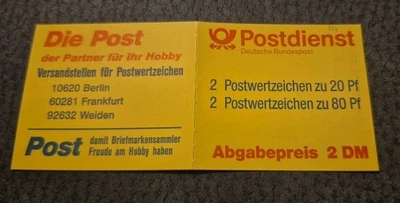 Die Post
der Partner für Ihr Hobby
Versandstellen für Postwertzeichen
10620 Berlin
60281 Frankfurt
92632 Weiden
Post
damit Briefmarkensammler
Freude am Hobby haben
Postdienst
Deutsche Bundespost
2 Postwertzeichen zu 20 Pf
2 Postwertzeichen zu 80 Pf
Abgabepreis 2 DM